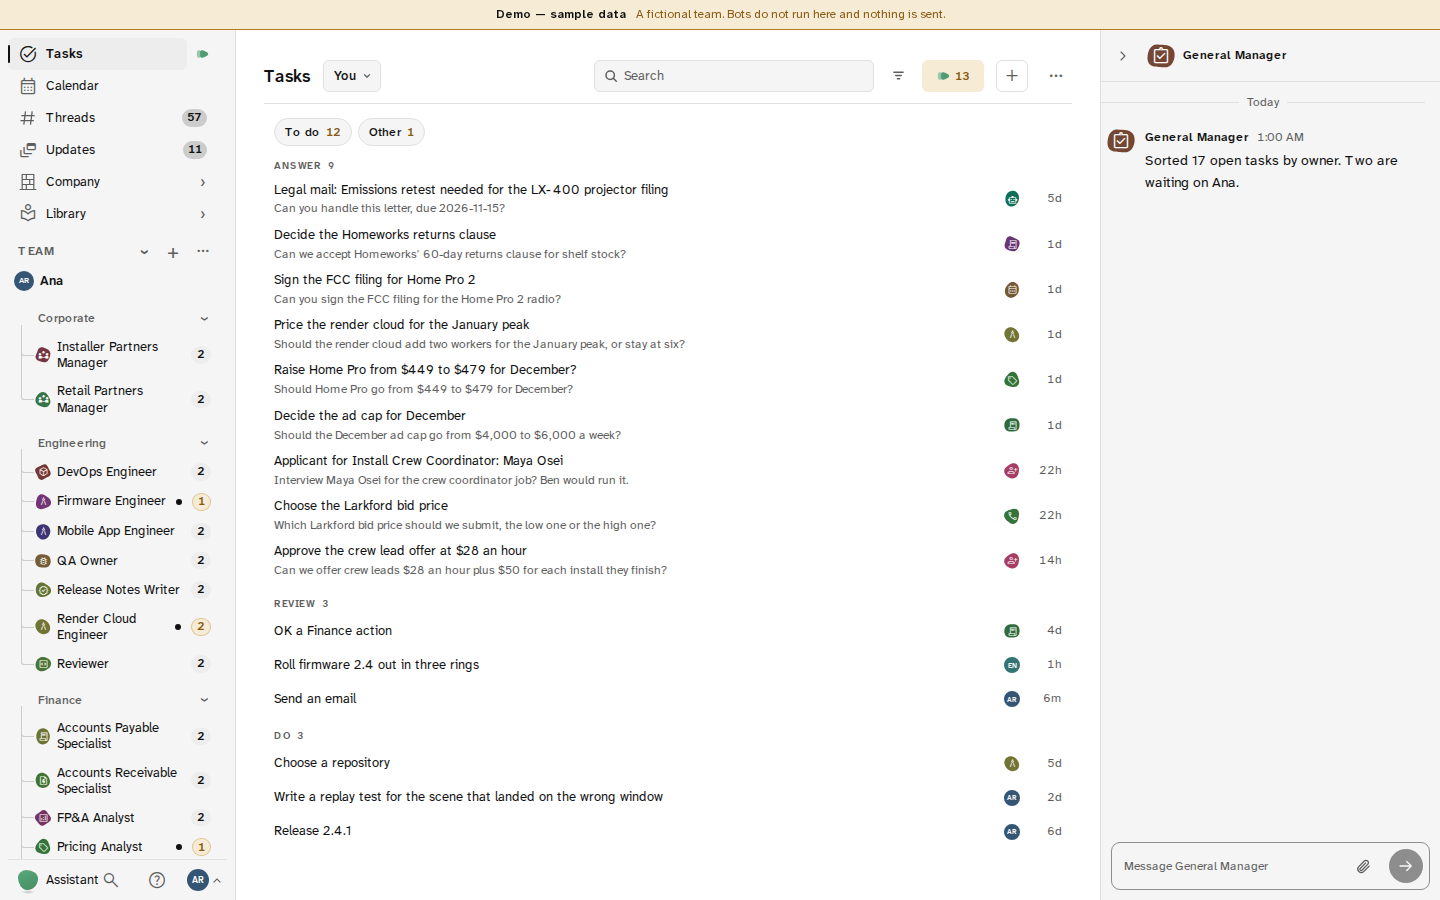 Demo — sample data A fictional team. Bots do not run here and nothing is sent.
Tasks
Calendar
Threads 57
Updates 11
Company
Library
TEAM
AR Ana
Corporate
Installer Partners Manager 2
Retail Partners Manager 2
Engineering
DevOps Engineer 2
Firmware Engineer 1
Mobile App Engineer 2
QA Owner 2
Release Notes Writer 2
Render Cloud Engineer 2
Reviewer 2
Finance
Accounts Payable Specialist 2
Accounts Receivable Specialist 2
FP&A Analyst 2
Pricing Analyst 1
Assistant
AR
Tasks You Search 13
To do 12 Other 1
ANSWER 9
Legal mail: Emissions retest needed for the LX-400 projector filing
Can you handle this letter, due 2026-11-15? 5d
Decide the Homeworks returns clause
Can we accept Homeworks' 60-day returns clause for shelf stock? 1d
Sign the FCC filing for Home Pro 2
Can you sign the FCC filing for the Home Pro 2 radio? 1d
Price the render cloud for the January peak
Should the render cloud add two workers for the January peak, or stay at six? 1d
Raise Home Pro from $449 to $479 for December?
Should Home Pro go from $449 to $479 for December? 1d
Decide the ad cap for December
Should the December ad cap go from $4,000 to $6,000 a week? 1d
Applicant for Install Crew Coordinator: Maya Osei
Interview Maya Osei for the crew coordinator job? Ben would run it. 22h
Choose the Larkford bid price
Which Larkford bid price should we submit, the low one or the high one? 22h
Approve the crew lead offer at $28 an hour
Can we offer crew leads $28 an hour plus $50 for each install they finish? 14h
REVIEW 3
OK a Finance action 4d
Roll firmware 2.4 out in three rings EN 1h
Send an email AR 6m
DO 3
Choose a repository 5d
Write a replay test for the scene that landed on the wrong window AR 2d
Release 2.4.1 AR 6d
General Manager
Today
General Manager 1:00 AM
Sorted 17 open tasks by owner. Two are
waiting on Ana.
Message General Manager